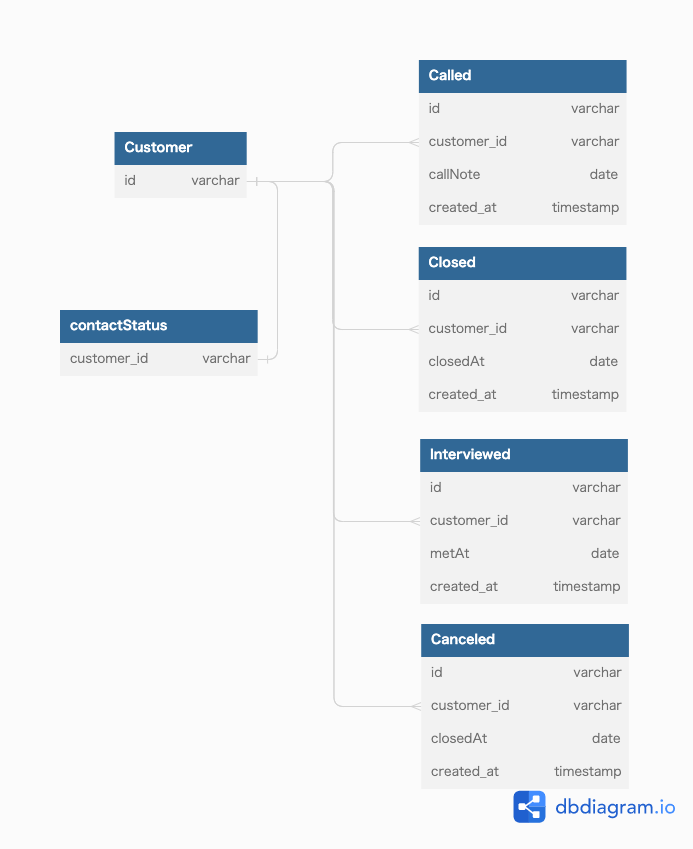 Customer
id varchar
contactStatus
customer_id varchar
Called
id varchar
customer_id varchar
callNote date
created_at timestamp
Closed
id varchar
customer_id varchar
closedAt date
created_at timestamp
Interviewed
id varchar
customer_id varchar
metAt date
created_at timestamp
Canceled
id varchar
customer_id varchar
closedAt date
created_at timestamp
dbdiagram.io